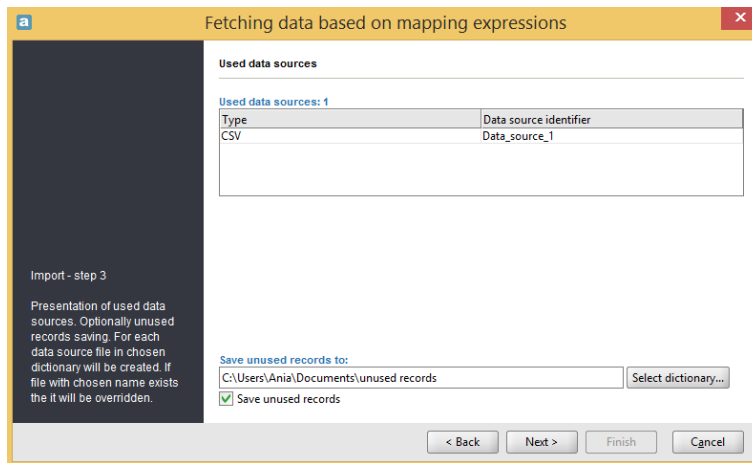 a
Fetching data based on mapping expressions
Used data sources
Used data sources: 1
Type Data source identifier
CSV Data_source_1
Import - step 3
Presentation of used data
sources. Optionally unused
records saving. For each
data source file in chosen
dictionary will be created. If
file with chosen name exists
the it will be overridden.
Save unused records to:
C:\Users\Ania\Documents\unused records Select dictionary...
Save unused records
< Back Next > Finish Cancel